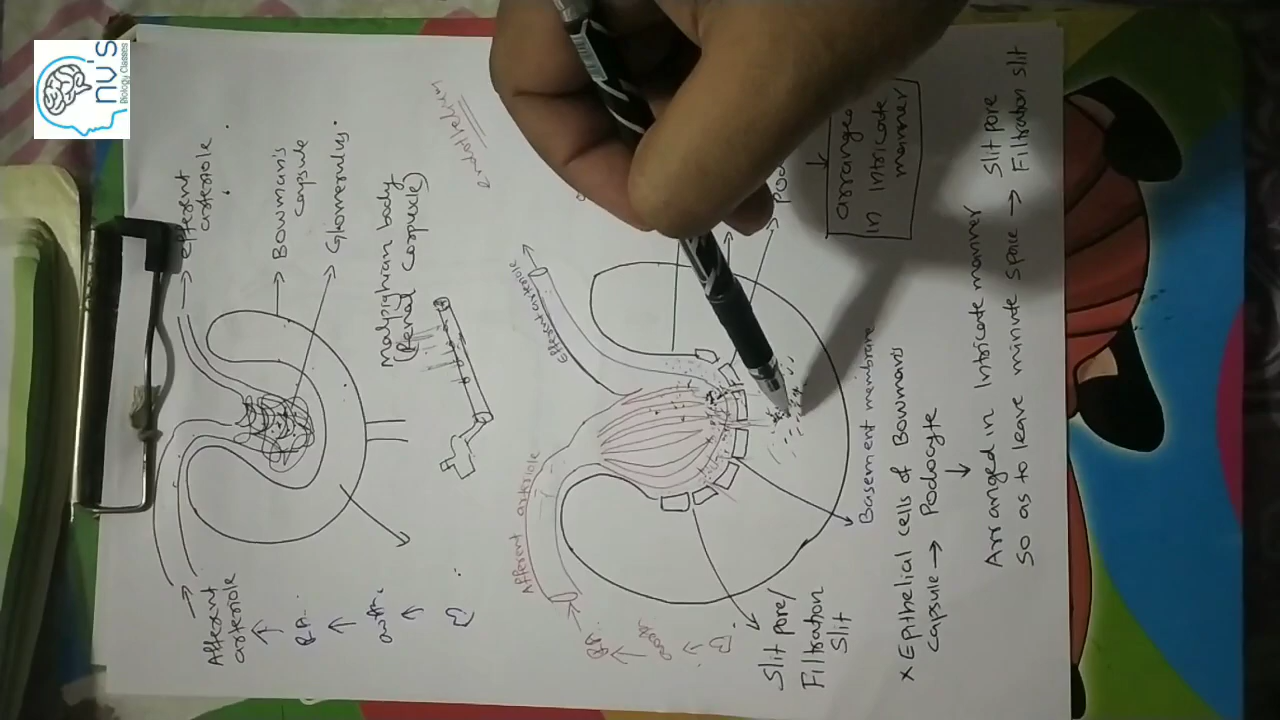 nv's
Biology Classes
efferent
arteriole
Bowman's
capsule
Glomerulus
malpighian body
(Renal corpuscle)
Afferent
arteriole
endothelium
Efferent arteriole
Afferent arteriole
Slit pore/
Filtration
Slit
Basement membrane
arranged
in Intricate
manner
x Epithelial cells of Bowman's
capsule → Podocyte
↓
Arranged in Intricate manner
So as to leave minute space → Slit pore
Filtration slit